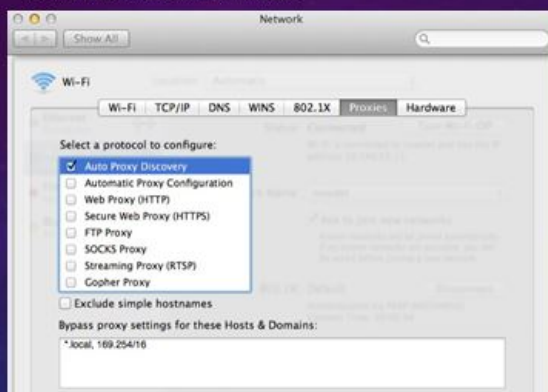 Network
Show All
Wi-Fi
Wi-Fi TCP/IP DNS WINS 802.1X Proxies Hardware
Select a protocol to configure:
Auto Proxy Discovery
Automatic Proxy Configuration
Web Proxy (HTTP)
Secure Web Proxy (HTTPS)
FTP Proxy
SOCKS Proxy
Streaming Proxy (RTSP)
Gopher Proxy
Exclude simple hostnames
Bypass proxy settings for these Hosts & Domains:
*.local, 169.254/16